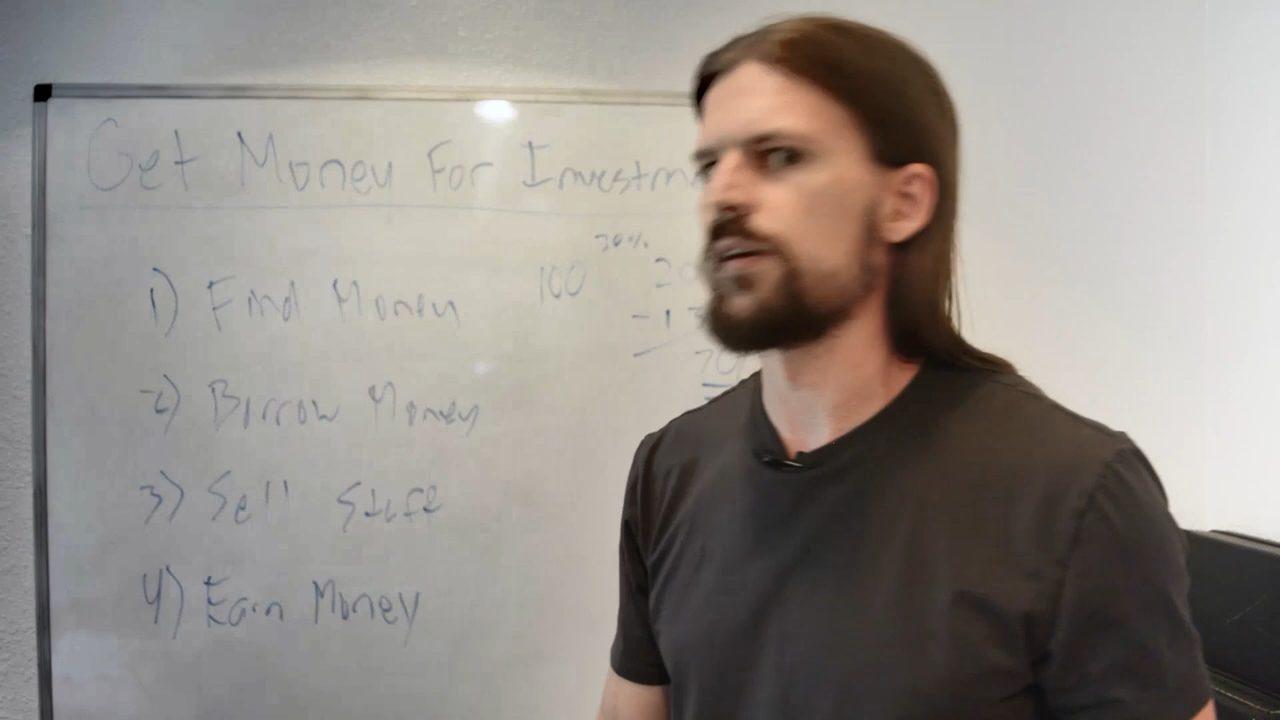 Get Money For Investm
1) Find Money
100
2) Borrow Money
3) Sell Stuff
4) Earn Money